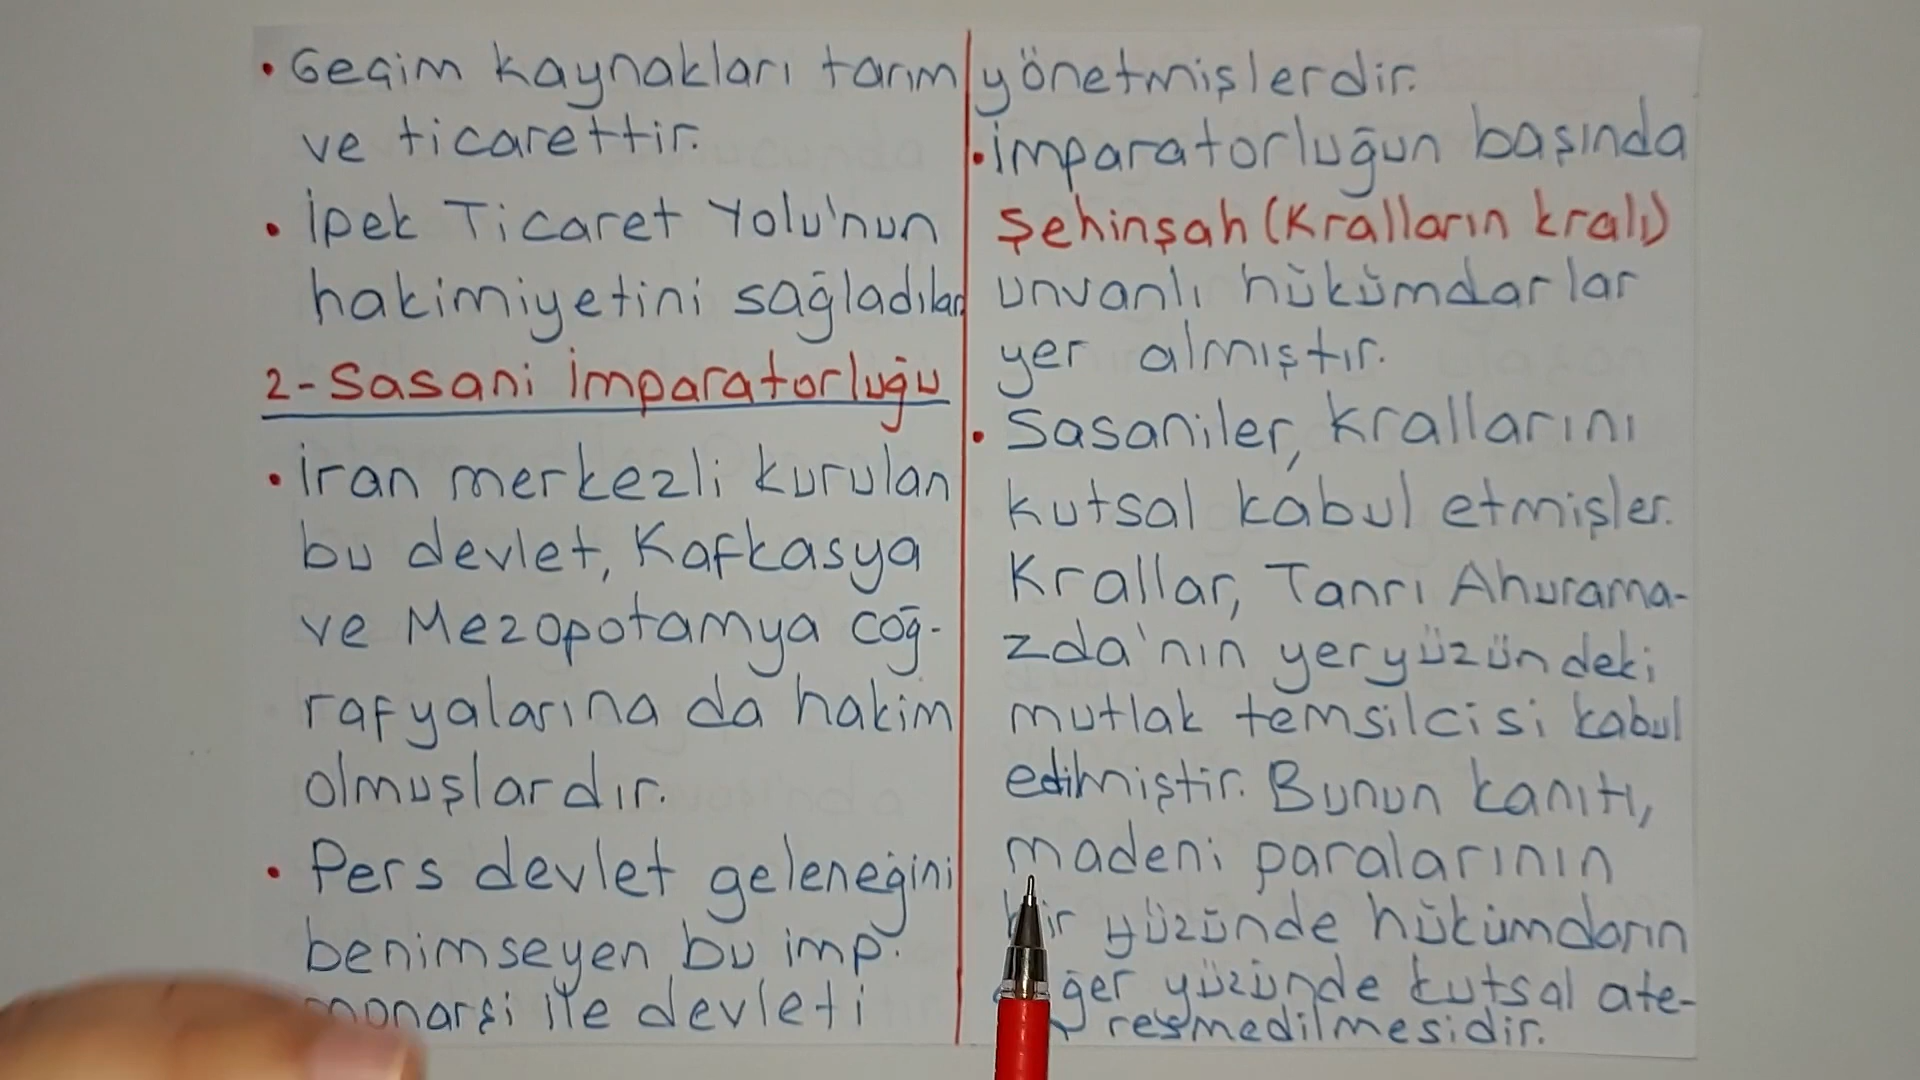 • Geçim kaynakları tarım
ve ticarettir.
• İpek Ticaret Yolu'nun
hakimiyetini sağladılar.
2-Sasani İmparatorluğu
• İran merkezli kurulan
bu devlet, Kafkasya
ve Mezopotamya coğ-
rafyalarına da hakim
olmuşlardır.
• Pers devlet geleneğini
benimseyen bu imp.
monarşi ile devleti
yönetmişlerdir.
• İmparatorluğun başında
Şehinşah (Kralların kralı)
unvanlı hükümdarlar
yer almıştır.
• Sasaniler, krallarını
kutsal kabul etmişler.
Krallar, Tanrı Ahurama-
zda'nın yeryüzündeki
mutlak temsilcisi kabul
edilmiştir. Bunun kanıtı,
madeni paralarının
bir yüzünde hükümdarın
yüzünde kutsal ate-
resmedilmesidir.